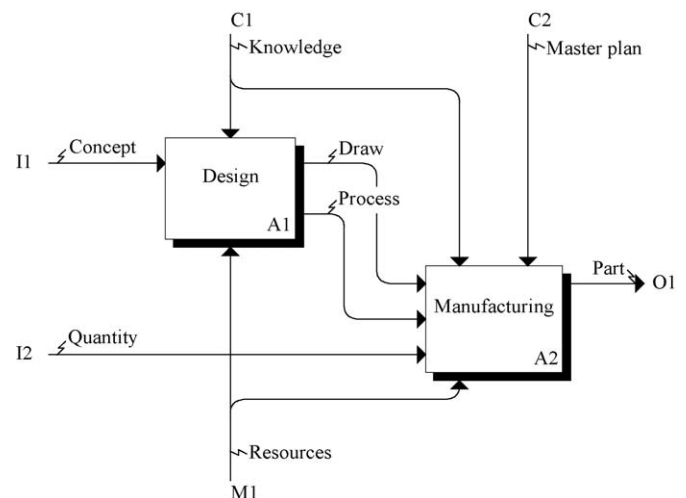 C1
C2
Knowledge
Master plan
I1
Concept
Design
A1
Draw
Process
Part
O1
Manufacturing
A2
I2
Quantity
Resources
M1